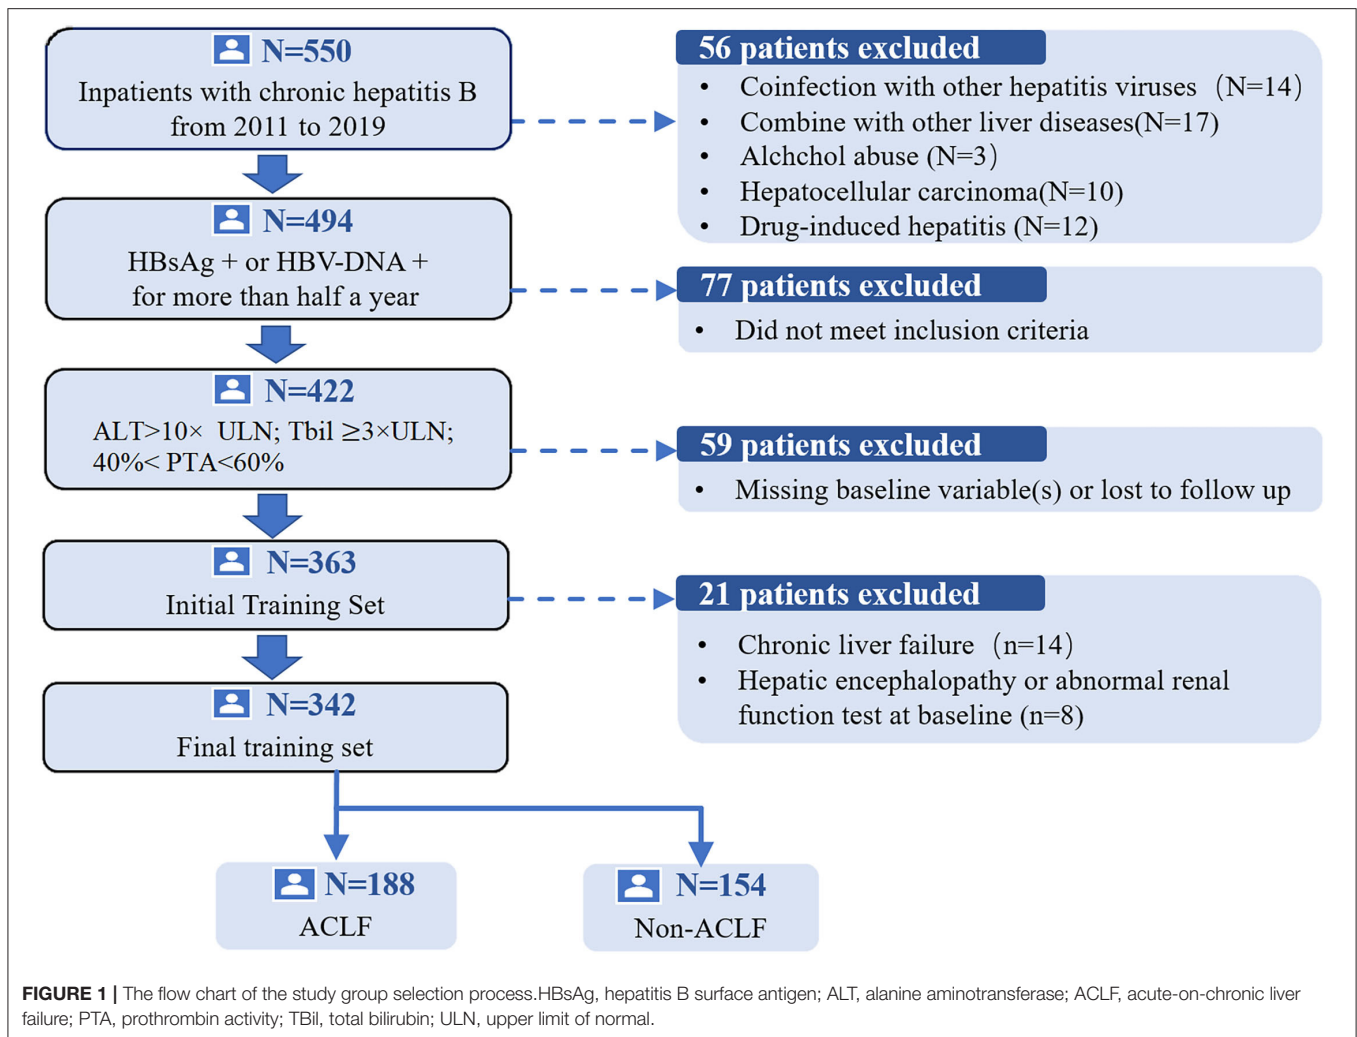 N=550
Inpatients with chronic hepatitis B
from 2011 to 2019
56 patients excluded
• Coinfection with other hepatitis viruses（N=14）
• Combine with other liver diseases(N=17)
• Alchchol abuse (N=3）
• Hepatocellular carcinoma(N=10)
• Drug-induced hepatitis (N=12)
N=494
HBsAg + or HBV-DNA +
for more than half a year
77 patients excluded
• Did not meet inclusion criteria
N=422
ALT>10× ULN; Tbil ≥3×ULN;
40%< PTA<60%
59 patients excluded
• Missing baseline variable(s) or lost to follow up
N=363
Initial Training Set
21 patients excluded
• Chronic liver failure（n=14）
• Hepatic encephalopathy or abnormal renal
function test at baseline (n=8)
N=342
Final training set
N=188
ACLF
N=154
Non-ACLF
FIGURE 1 | The flow chart of the study group selection process.HBsAg, hepatitis B surface antigen; ALT, alanine aminotransferase; ACLF, acute-on-chronic liver
failure; PTA, prothrombin activity; TBil, total bilirubin; ULN, upper limit of normal.